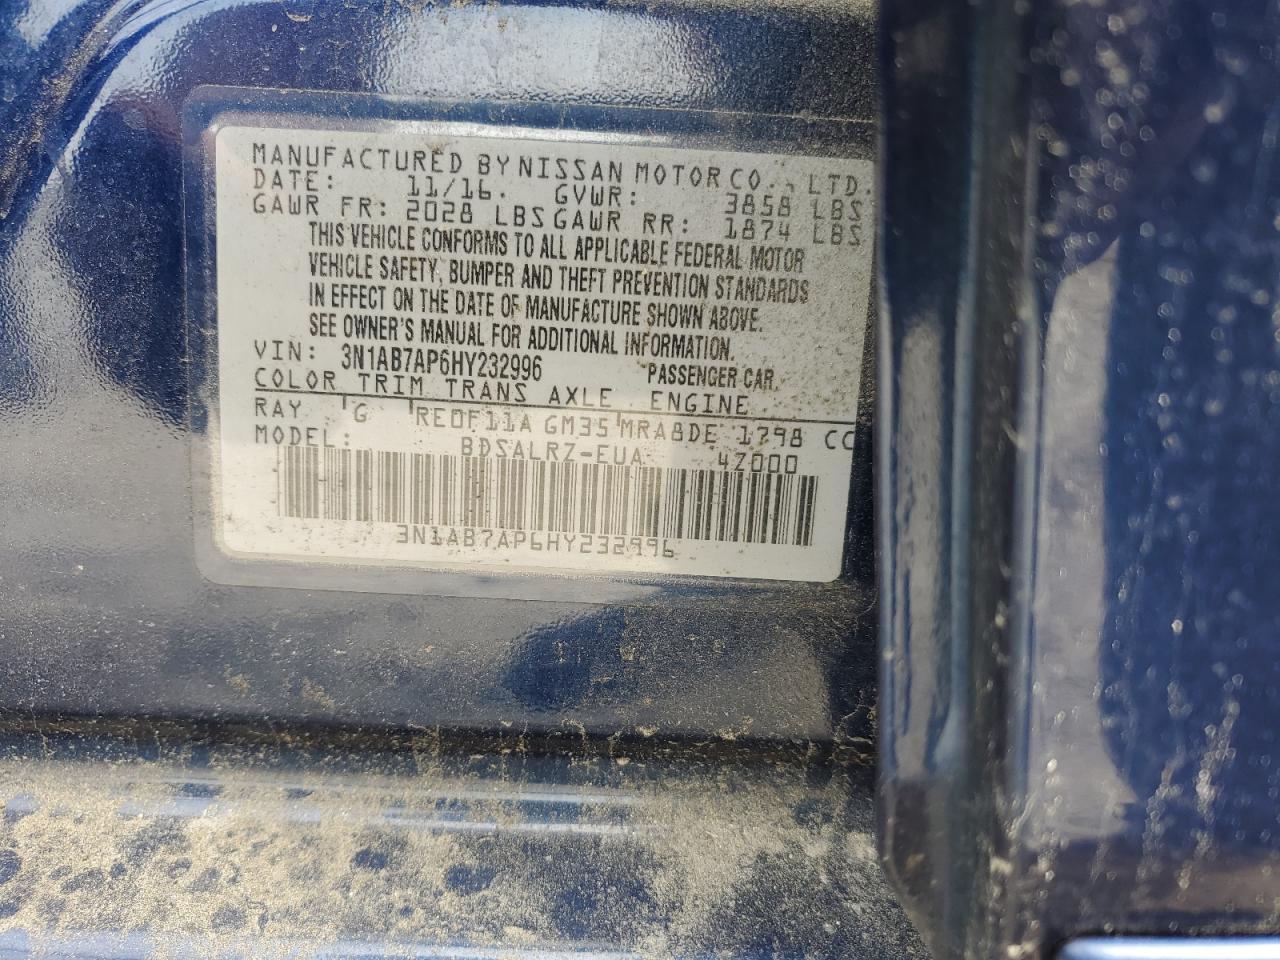 MANUFACTURED BY NISSAN MOTOR CO., LTD.
DATE: 11/16. GVWR: 3858 LBS
GAWR FR: 2028 LBS GAWR RR: 1874 LBS
THIS VEHICLE CONFORMS TO ALL APPLICABLE FEDERAL MOTOR
VEHICLE SAFETY, BUMPER AND THEFT PREVENTION STANDARDS
IN EFFECT ON THE DATE OF MANUFACTURE SHOWN ABOVE.
SEE OWNER'S MANUAL FOR ADDITIONAL INFORMATION.
VIN: 3N1AB7AP6HY232996 PASSENGER CAR
COLOR TRIM TRANS AXLE ENGINE
RAY G RE0F11A GM35 MRA8DE 1798 CC
MODEL: BDSALRZ-EUA 4Z000
3N1AB7AP6HY232996